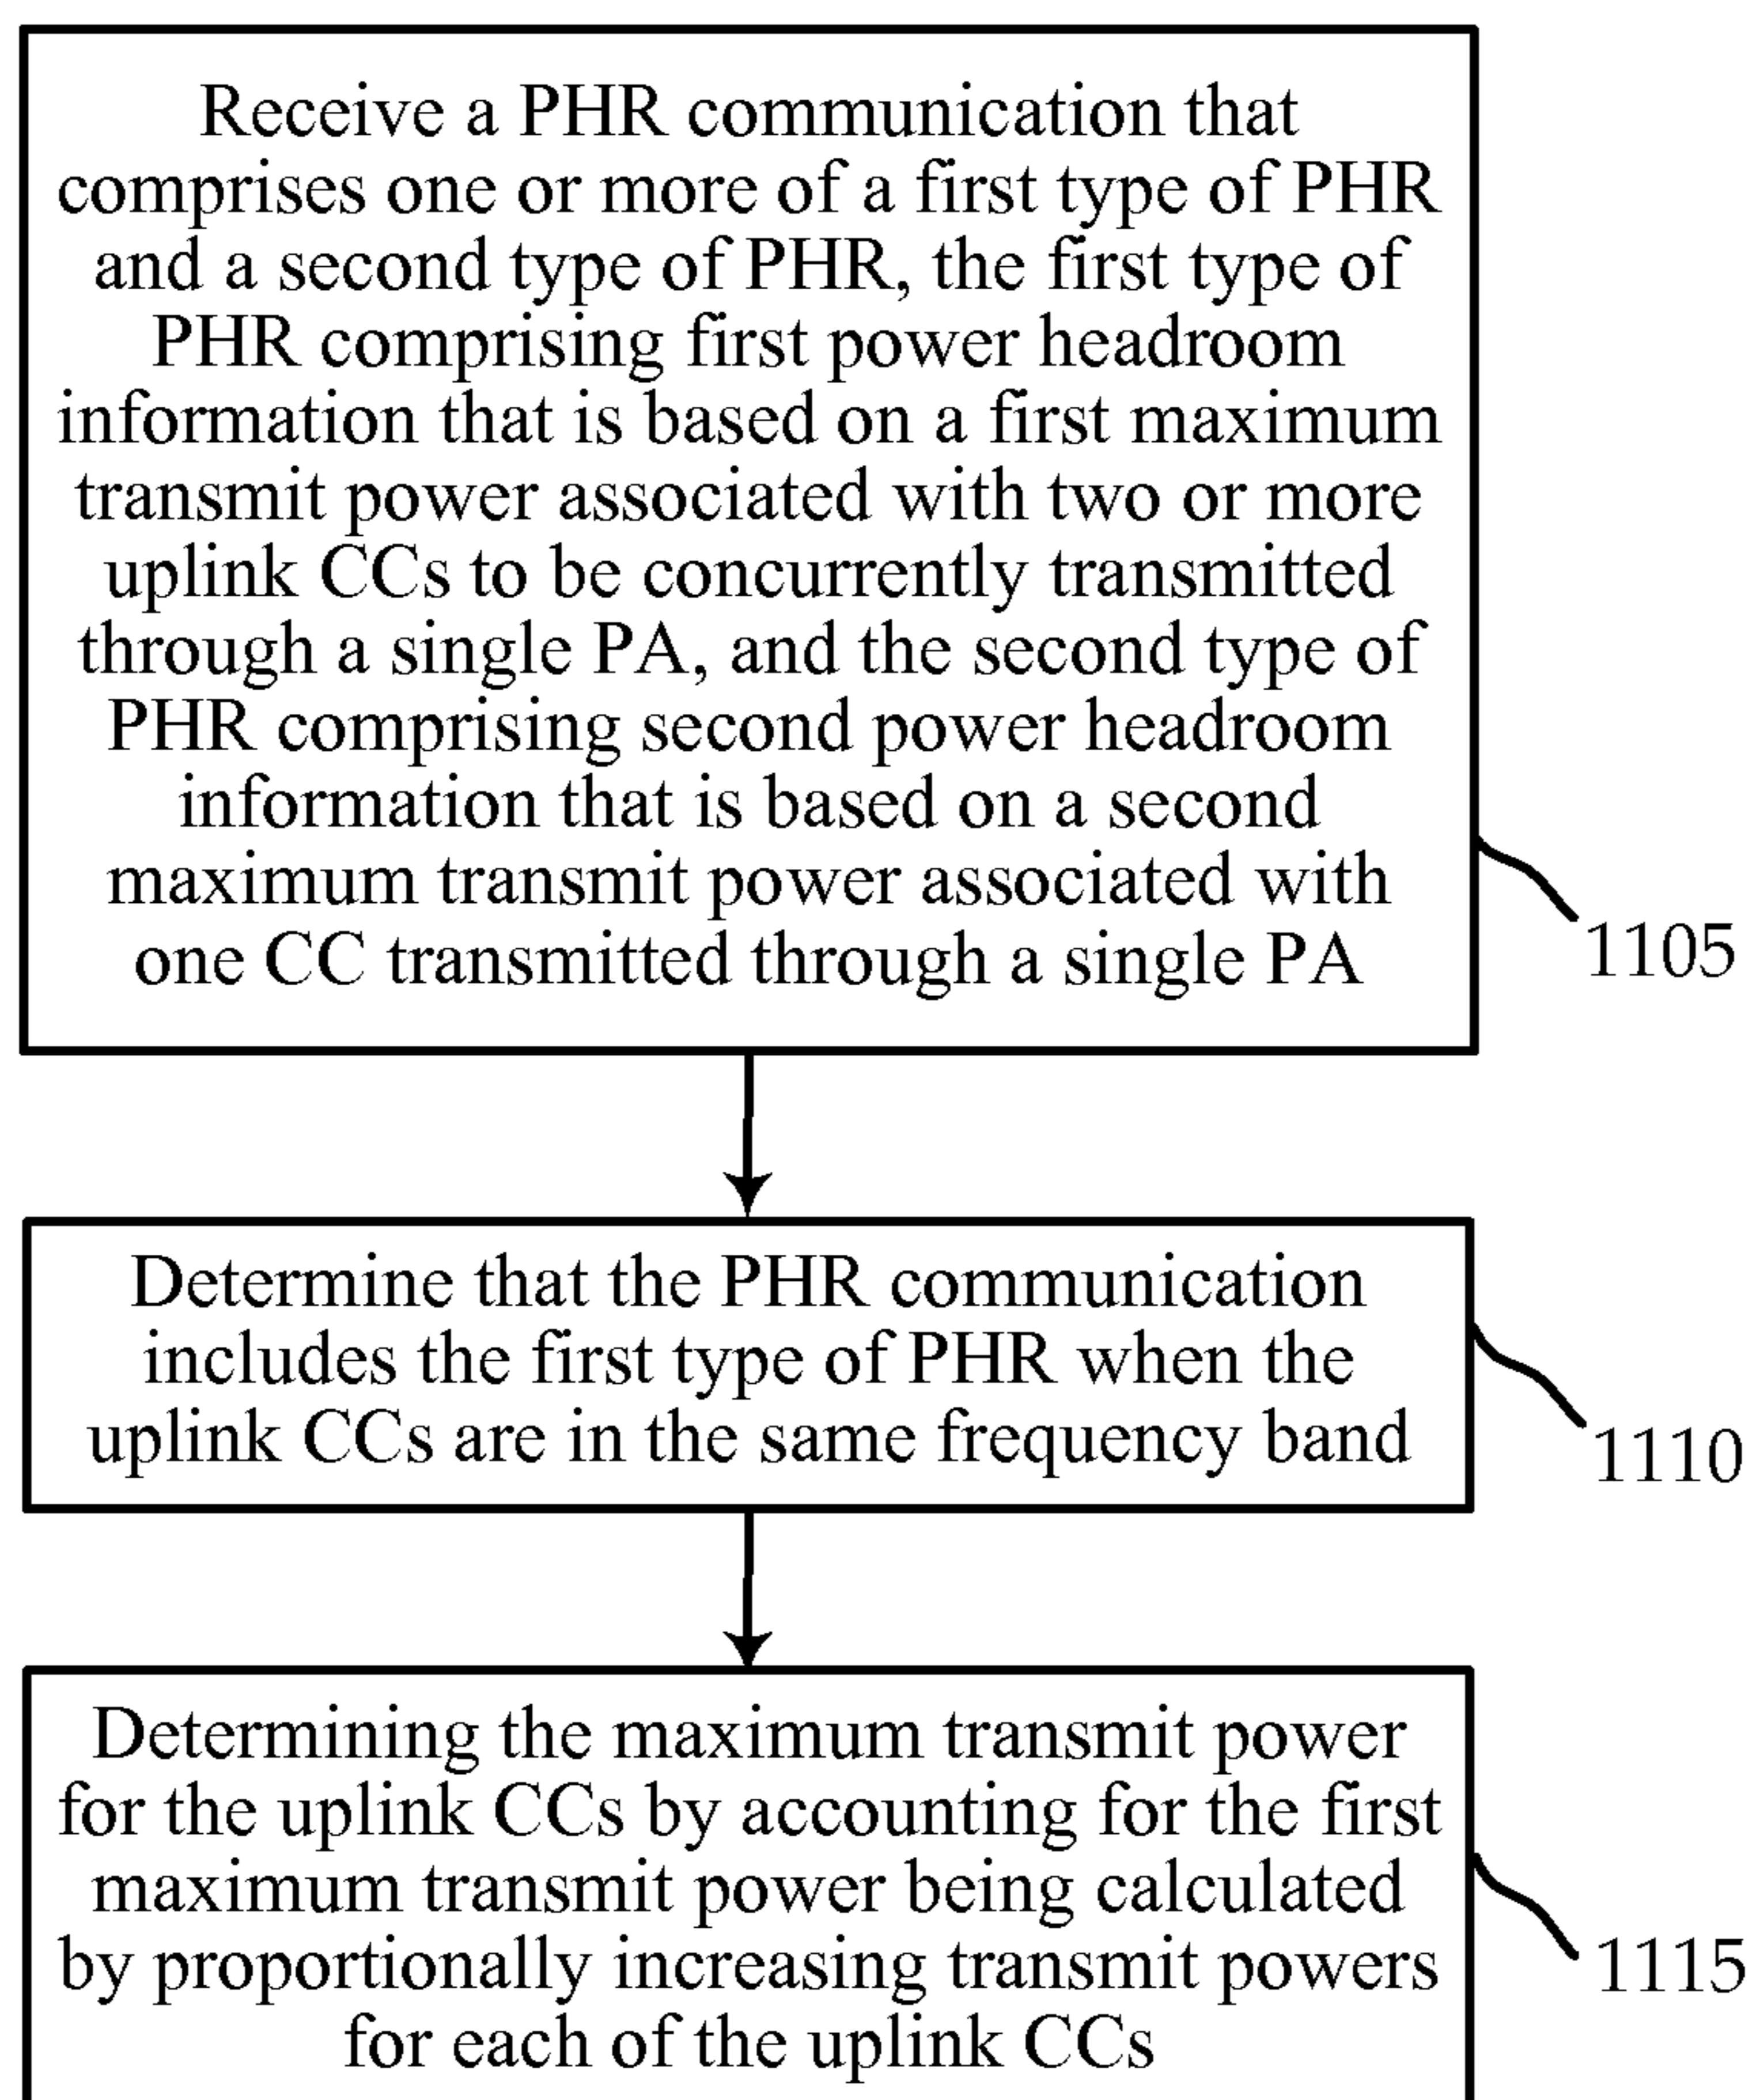 Receive a PHR communication that
comprises one or more of a first type of PHR
and a second type of PHR, the first type of
PHR comprising first power headroom
information that is based on a first maximum
transmit power associated with two or more
uplink CCs to be concurrently transmitted
through a single PA, and the second type of
PHR comprising second power headroom
information that is based on a second
maximum transmit power associated with
one CC transmitted through a single PA
1105
Determine that the PHR communication
includes the first type of PHR when the
uplink CCs are in the same frequency band
1110
Determining the maximum transmit power
for the uplink CCs by accounting for the first
maximum transmit power being calculated
by proportionally increasing transmit powers
for each of the uplink CCs
1115